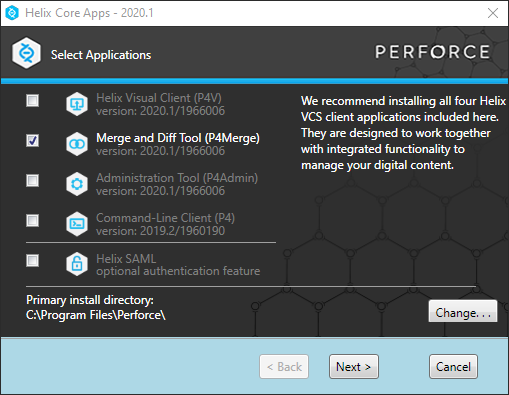 Helix Core Apps - 2020.1
Select Applications
PERFORCE
Helix Visual Client (P4V)
version: 2020.1/1966006
Merge and Diff Tool (P4Merge)
version: 2020.1/1966006
Administration Tool (P4Admin)
version: 2020.1/1966006
Command-Line Client (P4)
version: 2019.2/1960190
Helix SAML
optional authentication feature
We recommend installing all four Helix
VCS client applications included here.
They are designed to work together
with integrated functionality to
manage your digital content.
Primary install directory:
C:\Program Files\Perforce\
Change. . .
< Back
Next >
Cancel